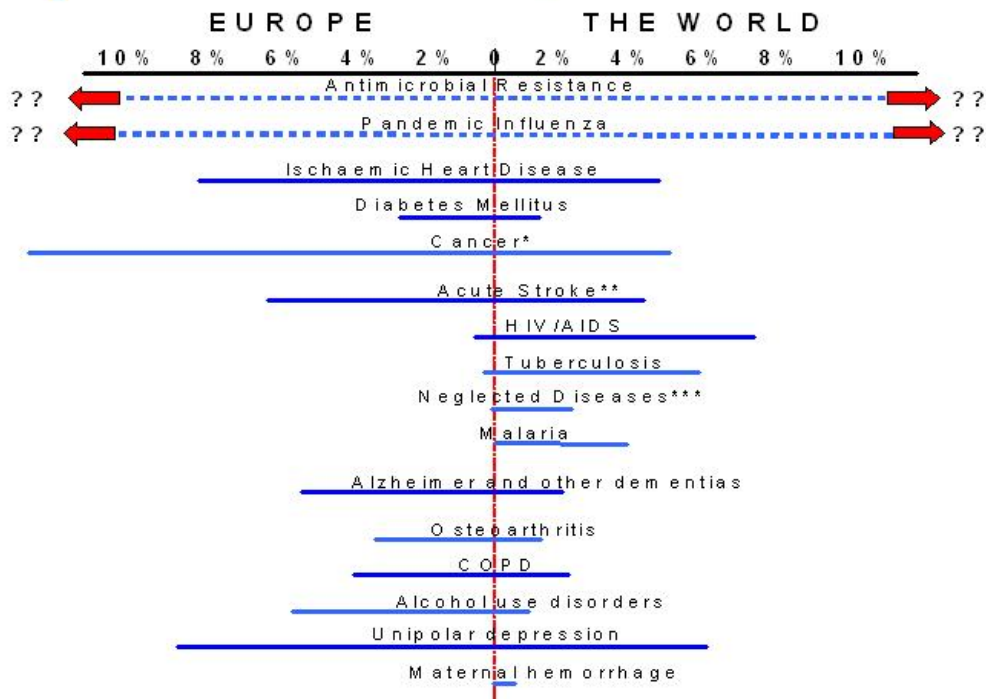 EUROPE THE WORLD
10% 8% 6% 4% 2% 0 2% 4% 6% 8% 10%
Antimicrobial Resistance
?? ??
Pandemic Influenza
?? ??
Ischaemic Heart Disease
Diabetes Mellitus
Cancer*
Acute Stroke**
HIV/AIDS
Tuberculosis
Neglected Diseases***
Malaria
Alzheimer and other dementias
Osteoarthritis
COPD
Alcohol use disorders
Unipolar depression
Maternal hemorrhage